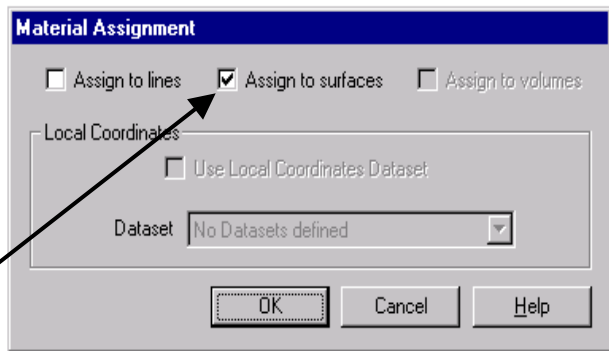 Material Assignment
Assign to lines Assign to surfaces Assign to volumes
Local Coordinates
Use Local Coordinates Dataset
Dataset No Datasets defined
OK Cancel Help